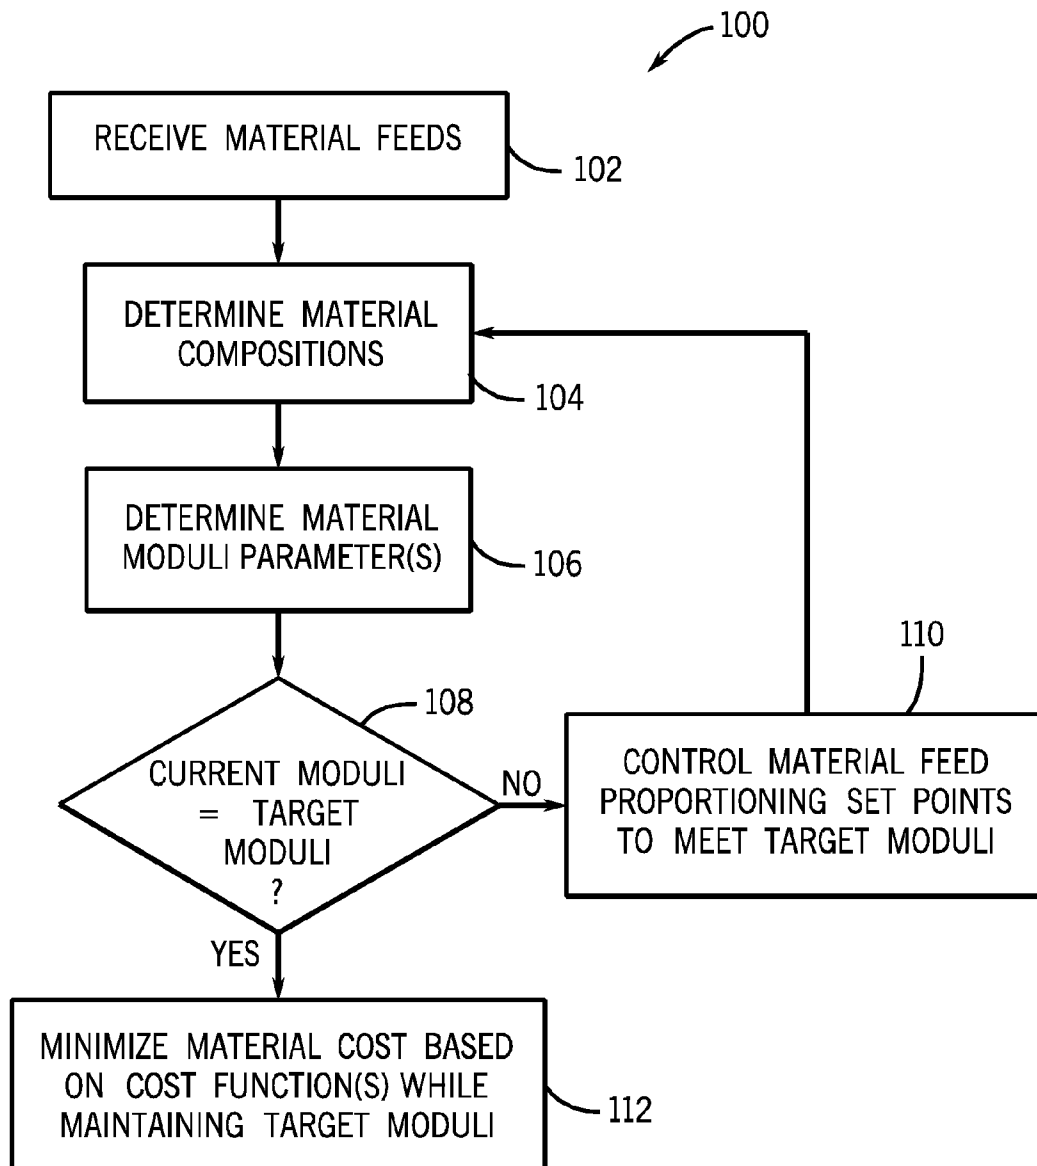 100
RECEIVE MATERIAL FEEDS
102
DETERMINE MATERIAL
COMPOSITIONS
104
DETERMINE MATERIAL
MODULI PARAMETER(S)
106
108
CURRENT MODULI
= TARGET
MODULI
?
NO
110
CONTROL MATERIAL FEED
PROPORTIONING SET POINTS
TO MEET TARGET MODULI
YES
MINIMIZE MATERIAL COST BASED
ON COST FUNCTION(S) WHILE
MAINTAINING TARGET MODULI
112